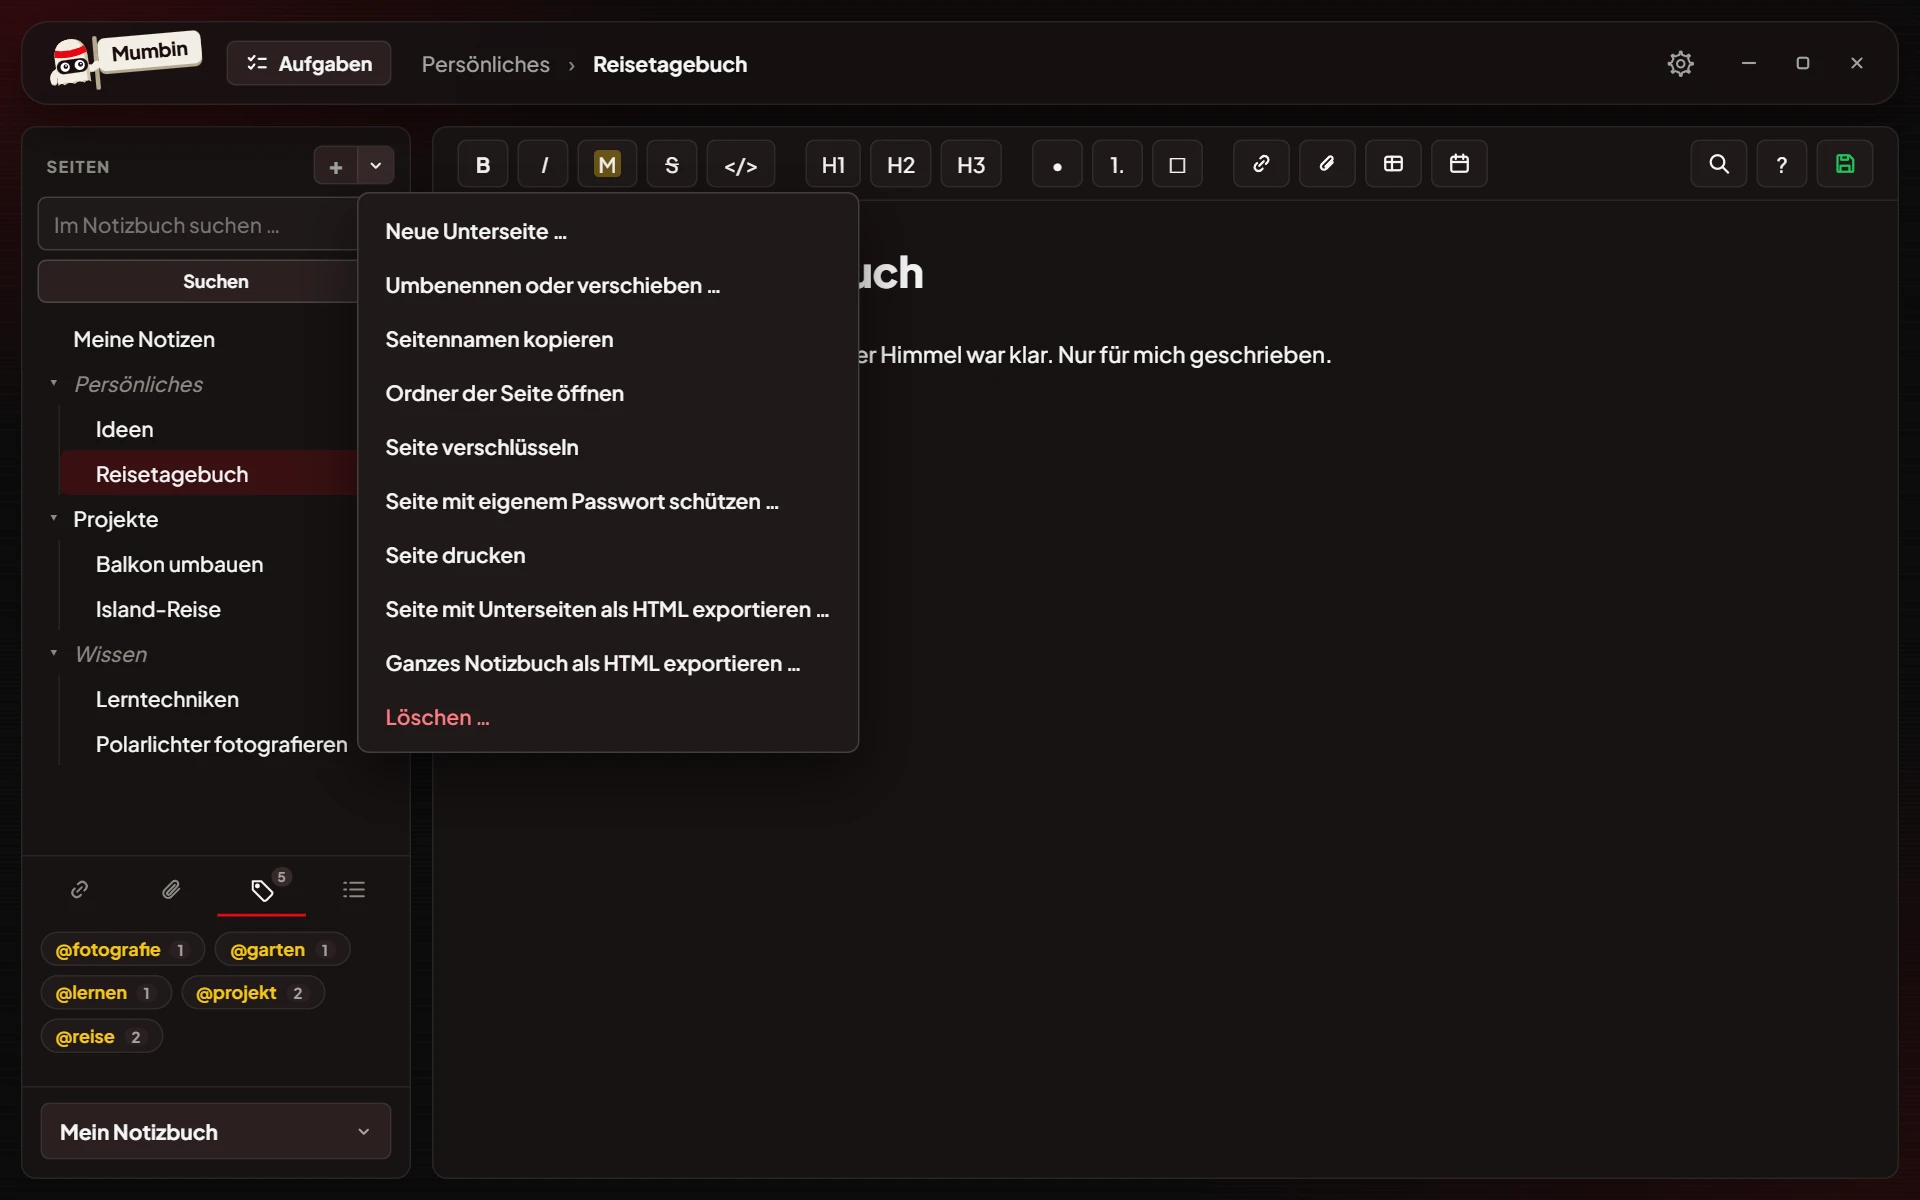 Mumbin
Aufgaben
Persönliches › Reisetagebuch
SEITEN
+
B I M S </> H1 H2 H3 • 1. ?
Im Notizbuch suchen …
Suchen
Meine Notizen
Persönliches
Ideen
Reisetagebuch
Projekte
Balkon umbauen
Island-Reise
Wissen
Lerntechniken
Polarlichter fotografieren
Neue Unterseite …
Umbenennen oder verschieben …
Seitennamen kopieren
Ordner der Seite öffnen
Seite verschlüsseln
Seite mit eigenem Passwort schützen …
Seite drucken
Seite mit Unterseiten als HTML exportieren …
Ganzes Notizbuch als HTML exportieren …
Löschen …
uch
er Himmel war klar. Nur für mich geschrieben.
5
@fotografie 1 @garten 1
@lernen 1 @projekt 2
@reise 2
Mein Notizbuch